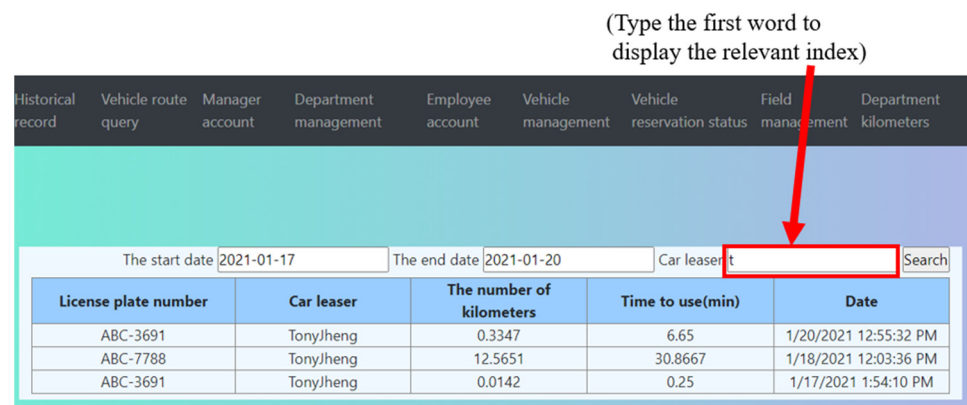 (Type the first word to
display the relevant index)
Historical record Vehicle route query Manager account Department management Employee account Vehicle management Vehicle reservation status Field management Department kilometers
The start date 2021-01-17 The end date 2021-01-20 Car leaser t Search
License plate number Car leaser The number of kilometers Time to use(min) Date
ABC-3691 TonyJheng 0.3347 6.65 1/20/2021 12:55:32 PM
ABC-7788 TonyJheng 12.5651 30.8667 1/18/2021 12:03:36 PM
ABC-3691 TonyJheng 0.0142 0.25 1/17/2021 1:54:10 PM